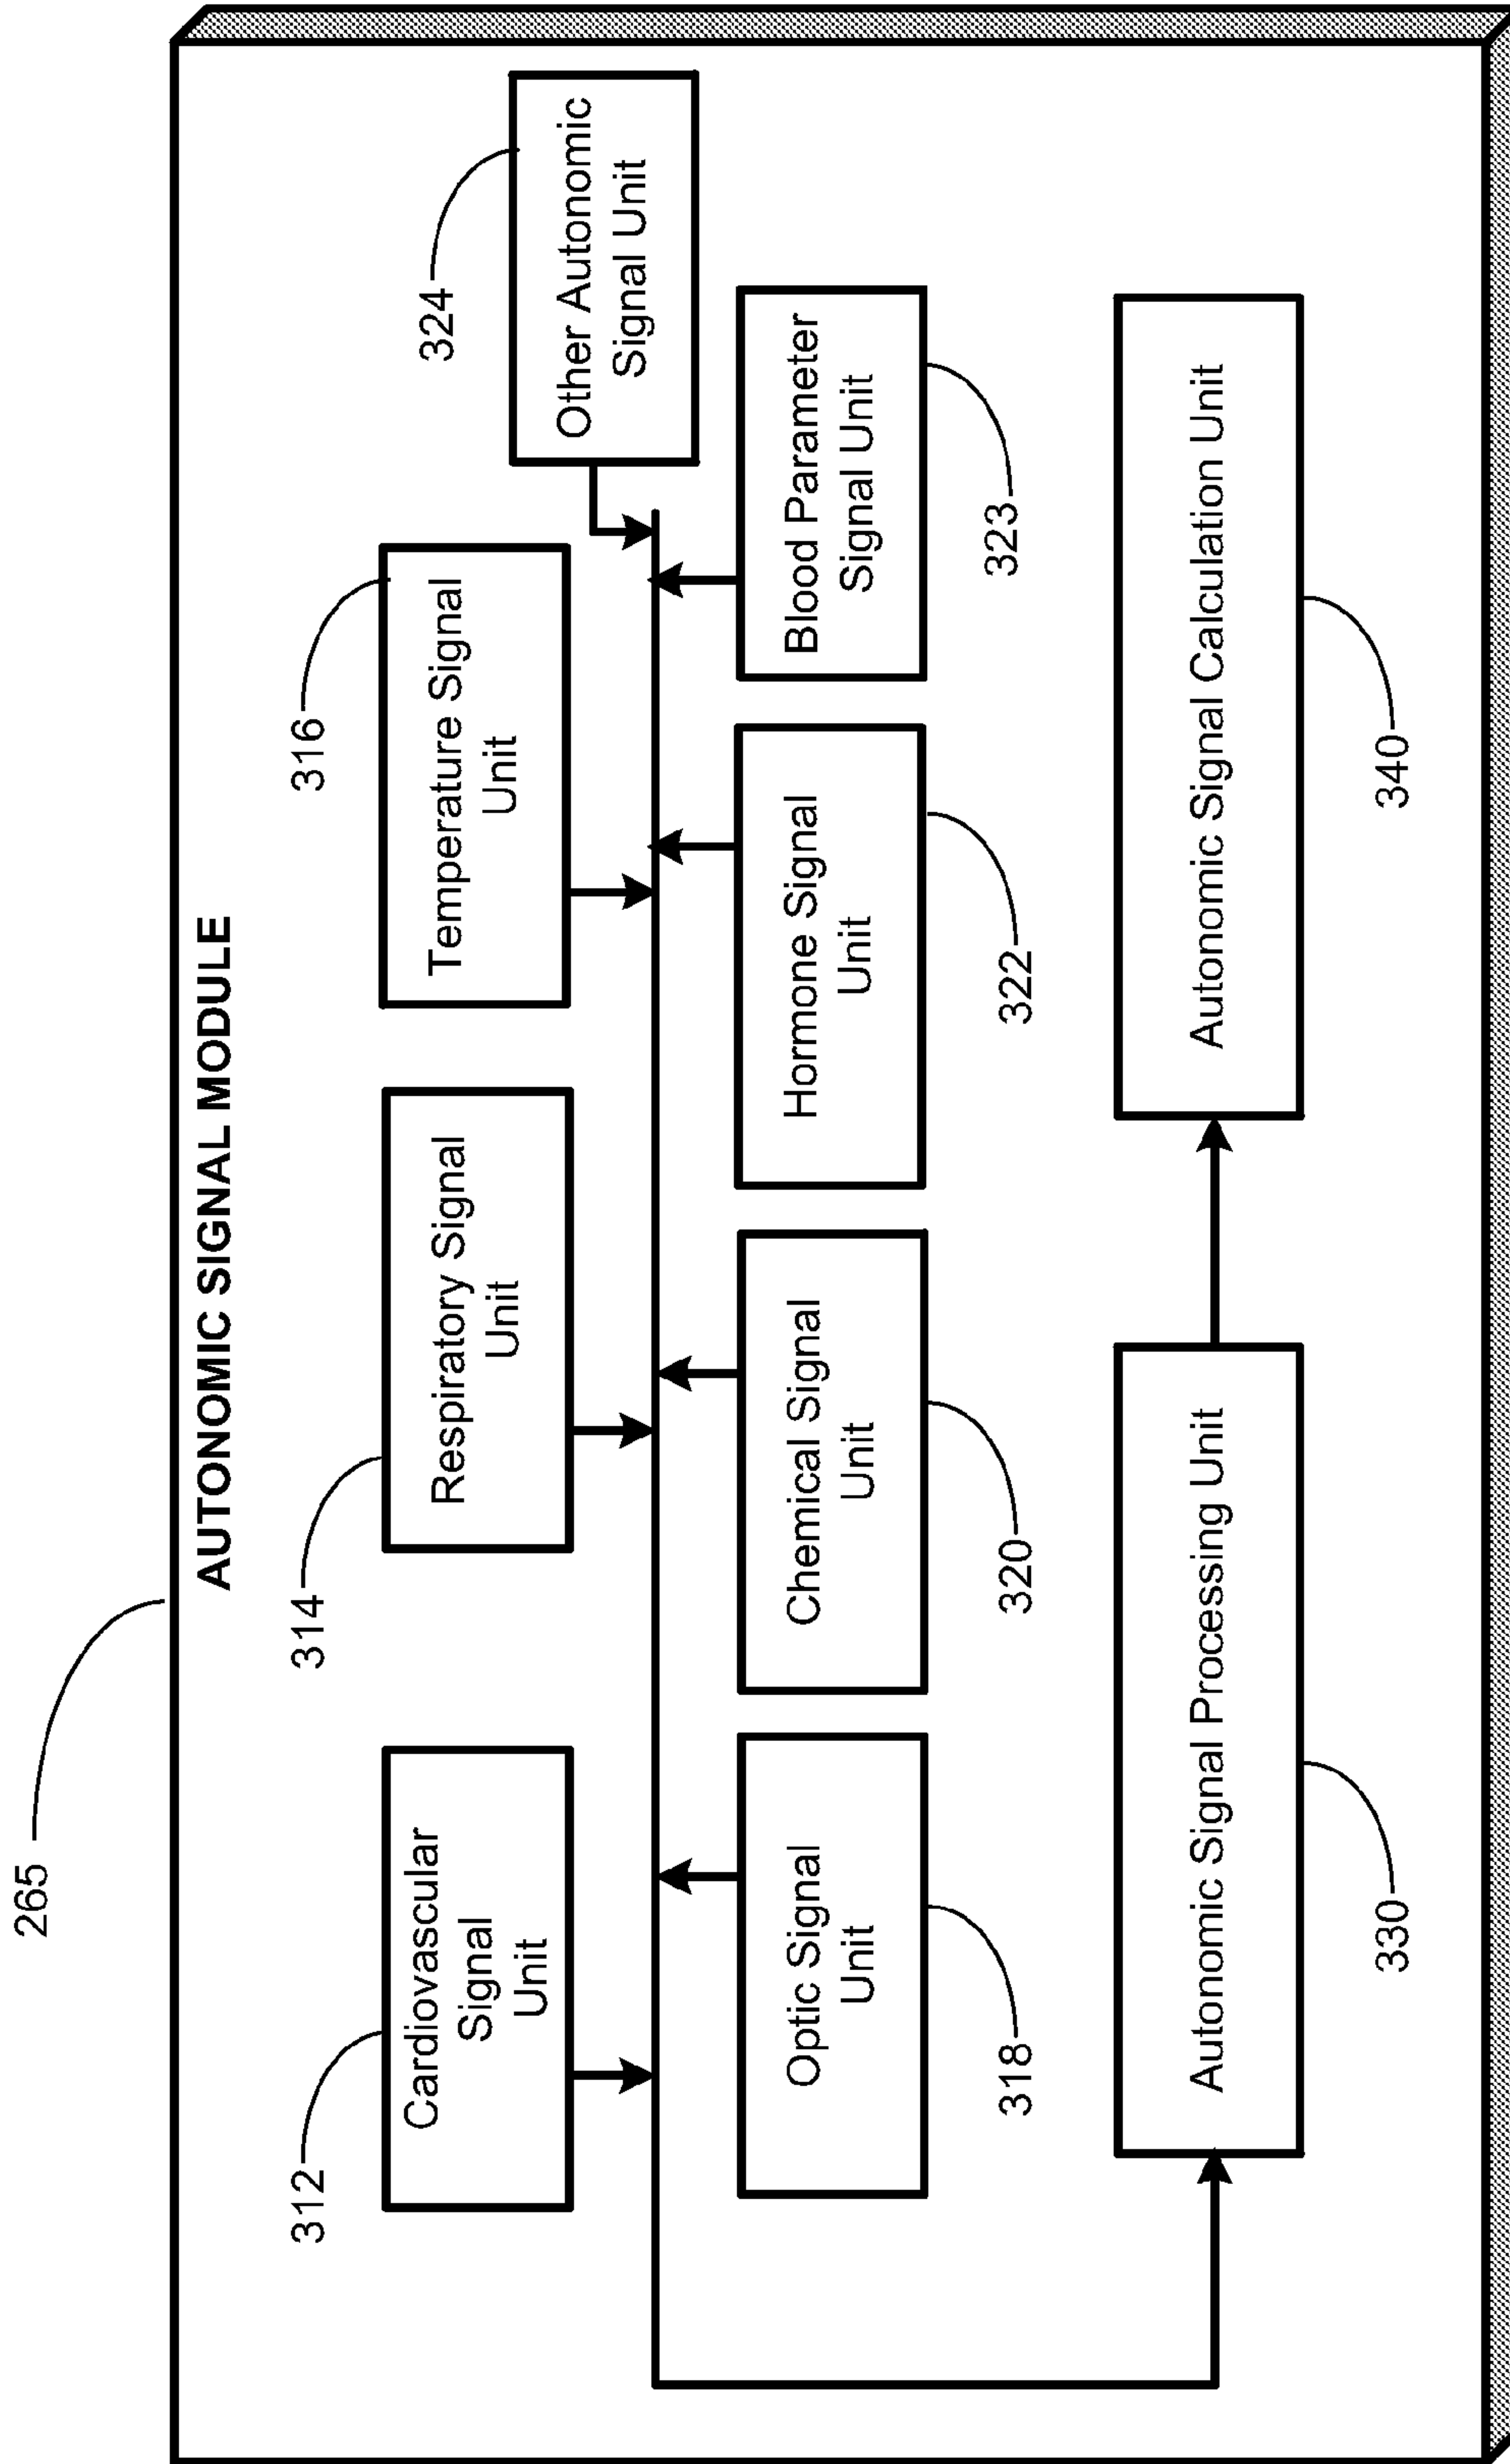 265
AUTONOMIC SIGNAL MODULE
312
Cardiovascular
Signal
Unit
314
Respiratory Signal
Unit
316
Temperature Signal
Unit
324
Other Autonomic
Signal Unit
Optic Signal
Unit
318
Chemical Signal
Unit
320
Hormone Signal
Unit
322
Blood Parameter
Signal Unit
323
Autonomic Signal Processing Unit
330
Autonomic Signal Calculation Unit
340